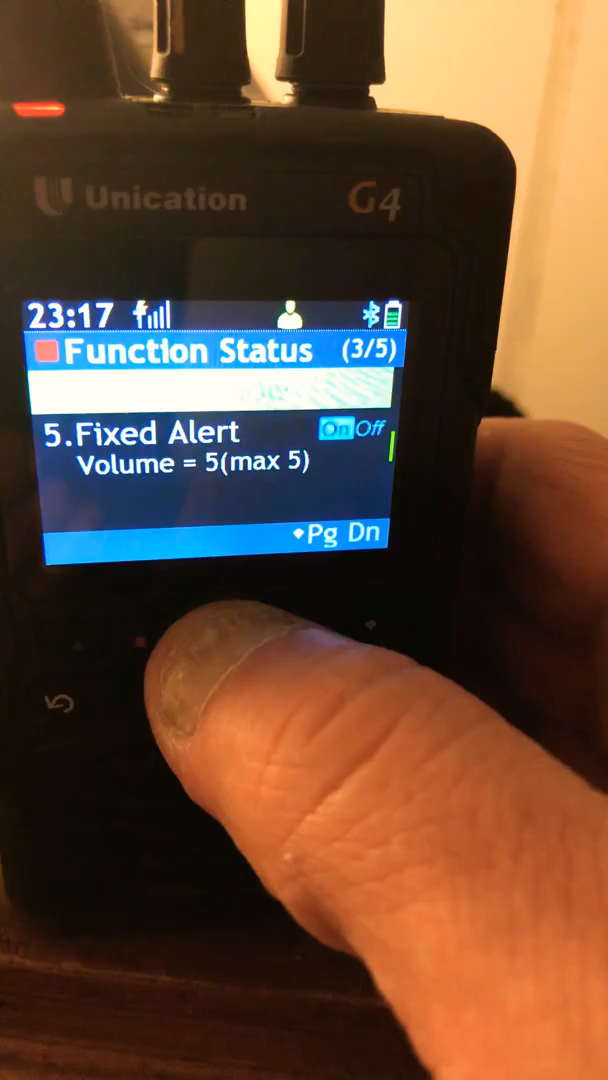 Unication G4
23:17
Function Status (3/5)
5.Fixed Alert On Off
Volume = 5(max 5)
Pg Dn